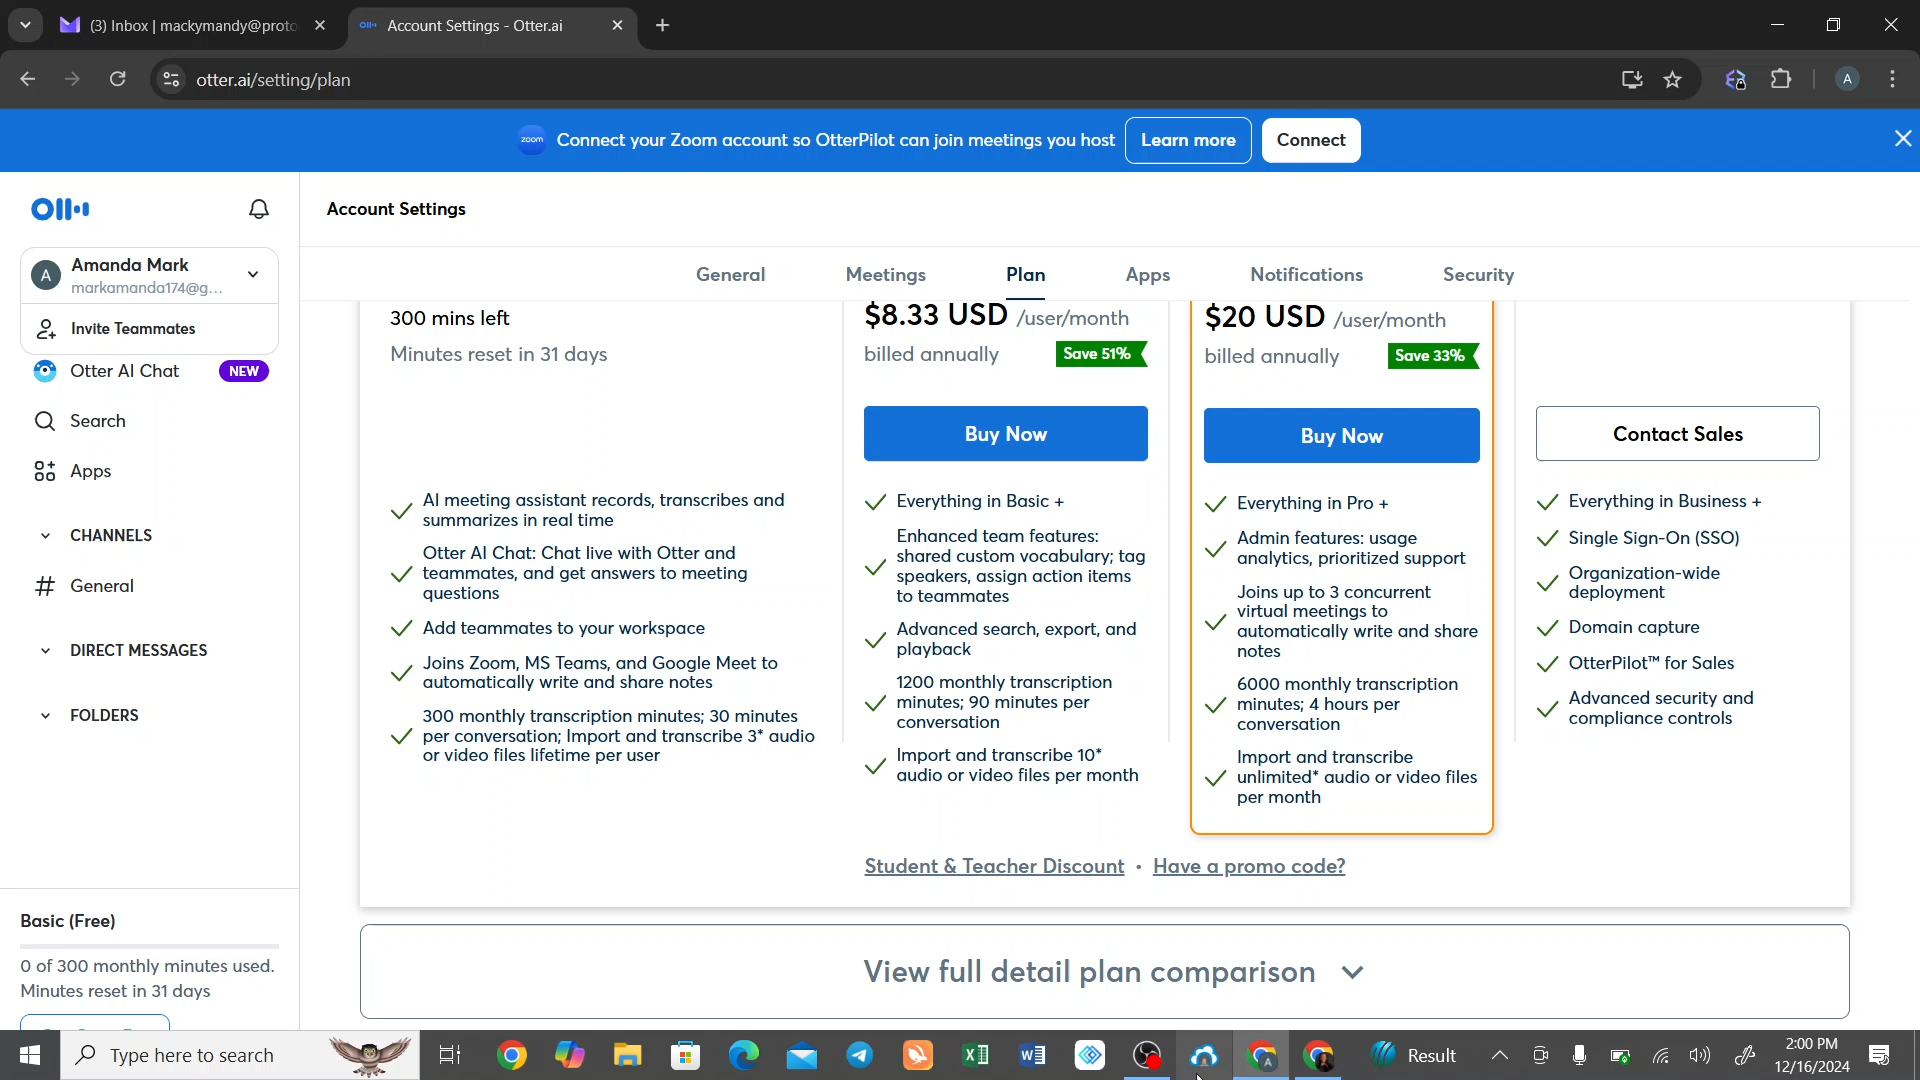 (3) Inbox | mackymandy@proto
Account Settings - Otter.ai
otter.ai/setting/plan
A
zoom
Connect your Zoom account so OtterPilot can join meetings you host
Learn more
Connect
Account Settings
A
Amanda Mark
markamanda174@g...
Invite Teammates
Otter AI Chat
NEW
Search
Apps
CHANNELS
General
DIRECT MESSAGES
FOLDERS
Basic (Free)
0 of 300 monthly minutes used.
Minutes reset in 31 days
General
Meetings
Plan
Apps
Notifications
Security
300 mins left
Minutes reset in 31 days
AI meeting assistant records, transcribes and
summarizes in real time
Otter AI Chat: Chat live with Otter and
teammates, and get answers to meeting
questions
Add teammates to your workspace
Joins Zoom, MS Teams, and Google Meet to
automatically write and share notes
300 monthly transcription minutes; 30 minutes
per conversation; Import and transcribe 3* audio
or video files lifetime per user
$8.33 USD /user/month
billed annually
Save 51%
Buy Now
Everything in Basic +
Enhanced team features:
shared custom vocabulary; tag
speakers, assign action items
to teammates
Advanced search, export, and
playback
1200 monthly transcription
minutes; 90 minutes per
conversation
Import and transcribe 10*
audio or video files per month
$20 USD /user/month
billed annually
Save 33%
Buy Now
Everything in Pro +
Admin features: usage
analytics, prioritized support
Joins up to 3 concurrent
virtual meetings to
automatically write and share
notes
6000 monthly transcription
minutes; 4 hours per
conversation
Import and transcribe
unlimited* audio or video files
per month
Contact Sales
Everything in Business +
Single Sign-On (SSO)
Organization-wide
deployment
Domain capture
OtterPilot™ for Sales
Advanced security and
compliance controls
Student & Teacher Discount • Have a promo code?
View full detail plan comparison
Type here to search
Result
2:00 PM
12/16/2024